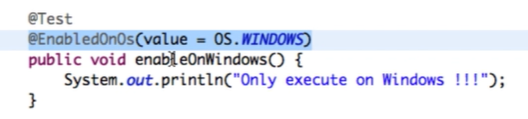 @Test
@EnabledOnOs(value = OS.WINDOWS)
public void enableOnWindows() {
System.out.println("Only execute on Windows !!!");
}